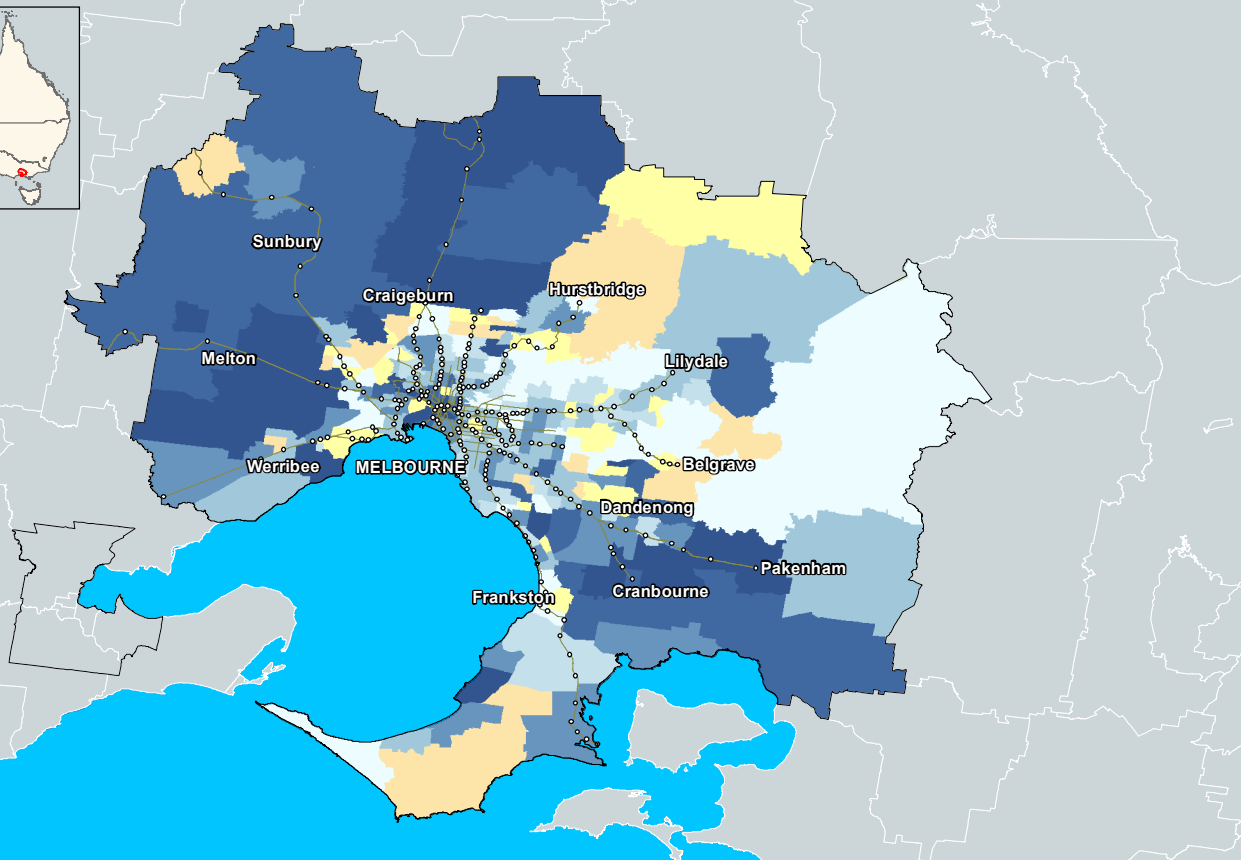 Sunbury
Hurstbridge
Craigeburn
Melton
Lilydale
Werribee
MELBOURNE
Belgrave
Dandenong
Pakenham
Cranbourne
Frankston